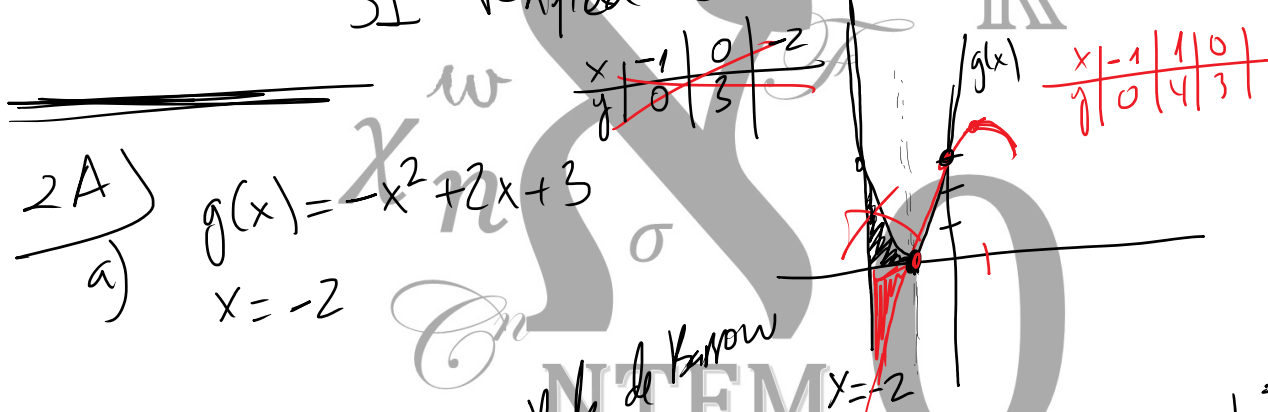 x | -1 | 0 | -2
y | 0 | 3 |
g(x)
x | -1 | 1 | 0 |
y | 0 | 4 | 3 |
2A)
g(x) = -x² + 2x + 3
a)
x = -2
de Barrow
x = -2
NTEM